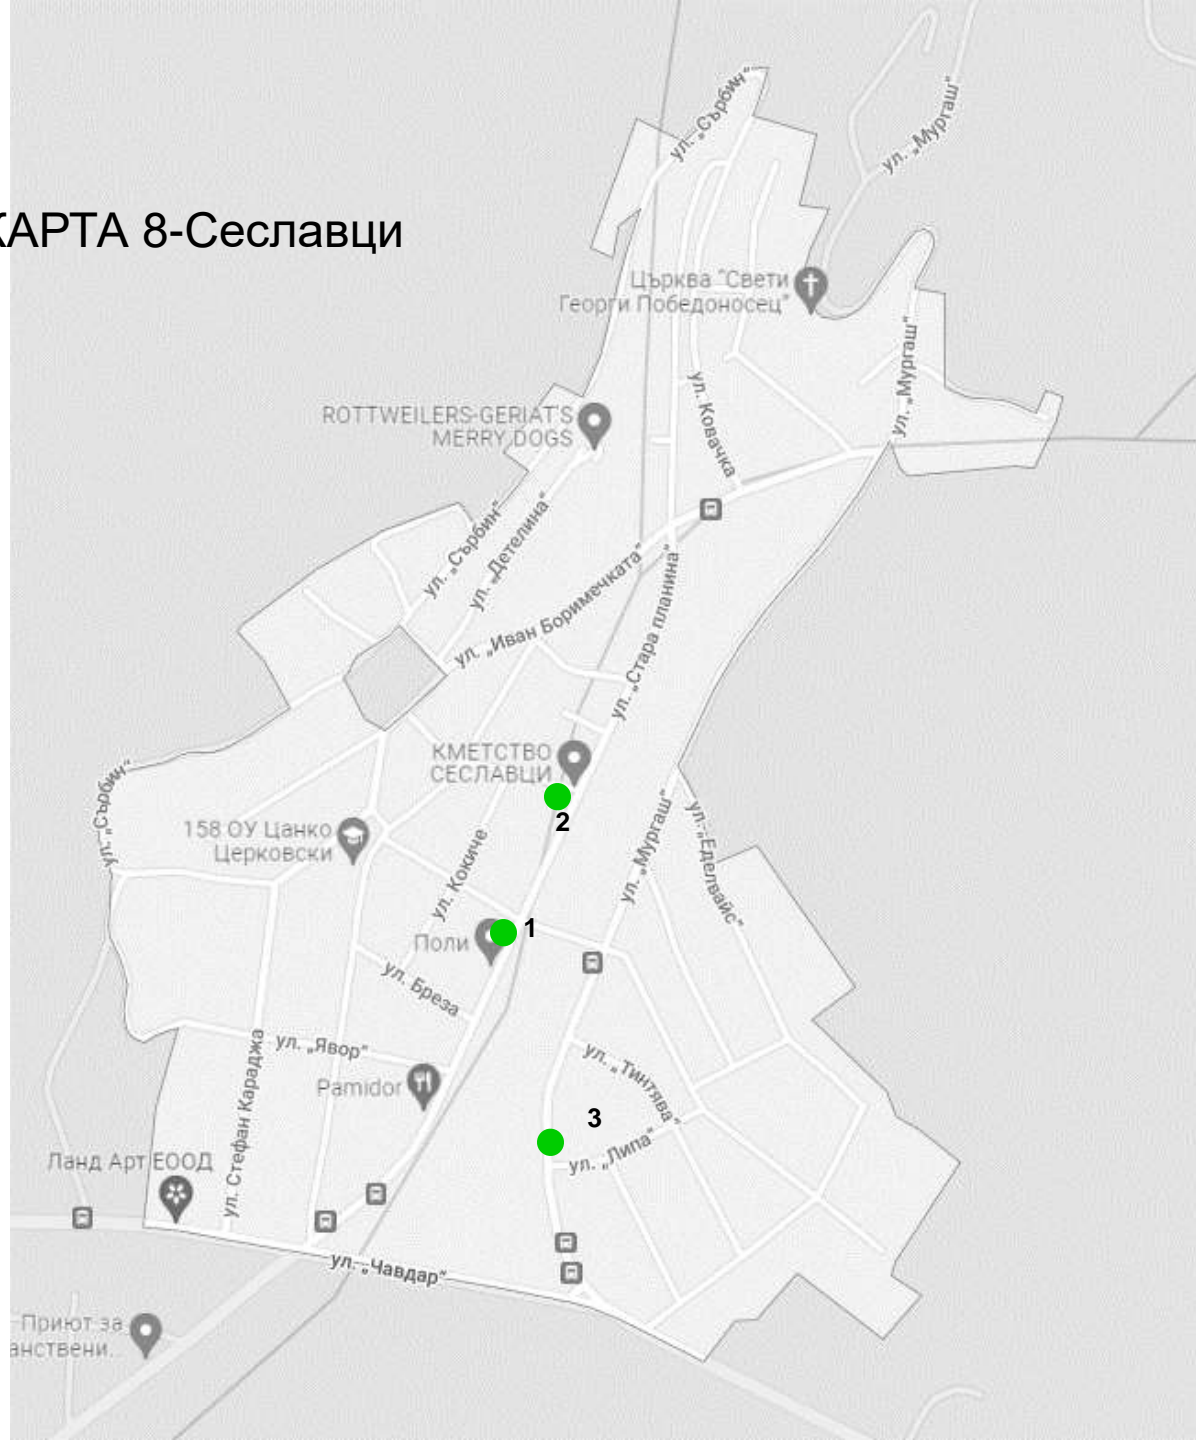 ул. „Сърбин“
ул. „Мургаш“
КАРТА 8-Сеславци
Църква "Свети
Георги Победоносец"
ул. „Мургаш“
ROTTWEILERS-GERIAT'S
MERRY DOGS
ул. Ковачка
ул. „Сърбин“
ул. „Детелина“
ул. „Иван Боримечката“
ул. „Стара планина“
КМЕТСТВО
СЕСЛАВЦИ
2
ул. „Сърбин“
158 ОУ Цанко
Церковски
ул. Кокиче
ул. „Мургаш“
ул. „Еделвайс“
Поли
1
ул. Бреза
ул. „Явор“
ул. Стефан Караджа
Pamidor
ул. „Тинтява“
3
ул. „Липа“
Ланд Арт ЕООД
ул. „Чавдар“
Приют за